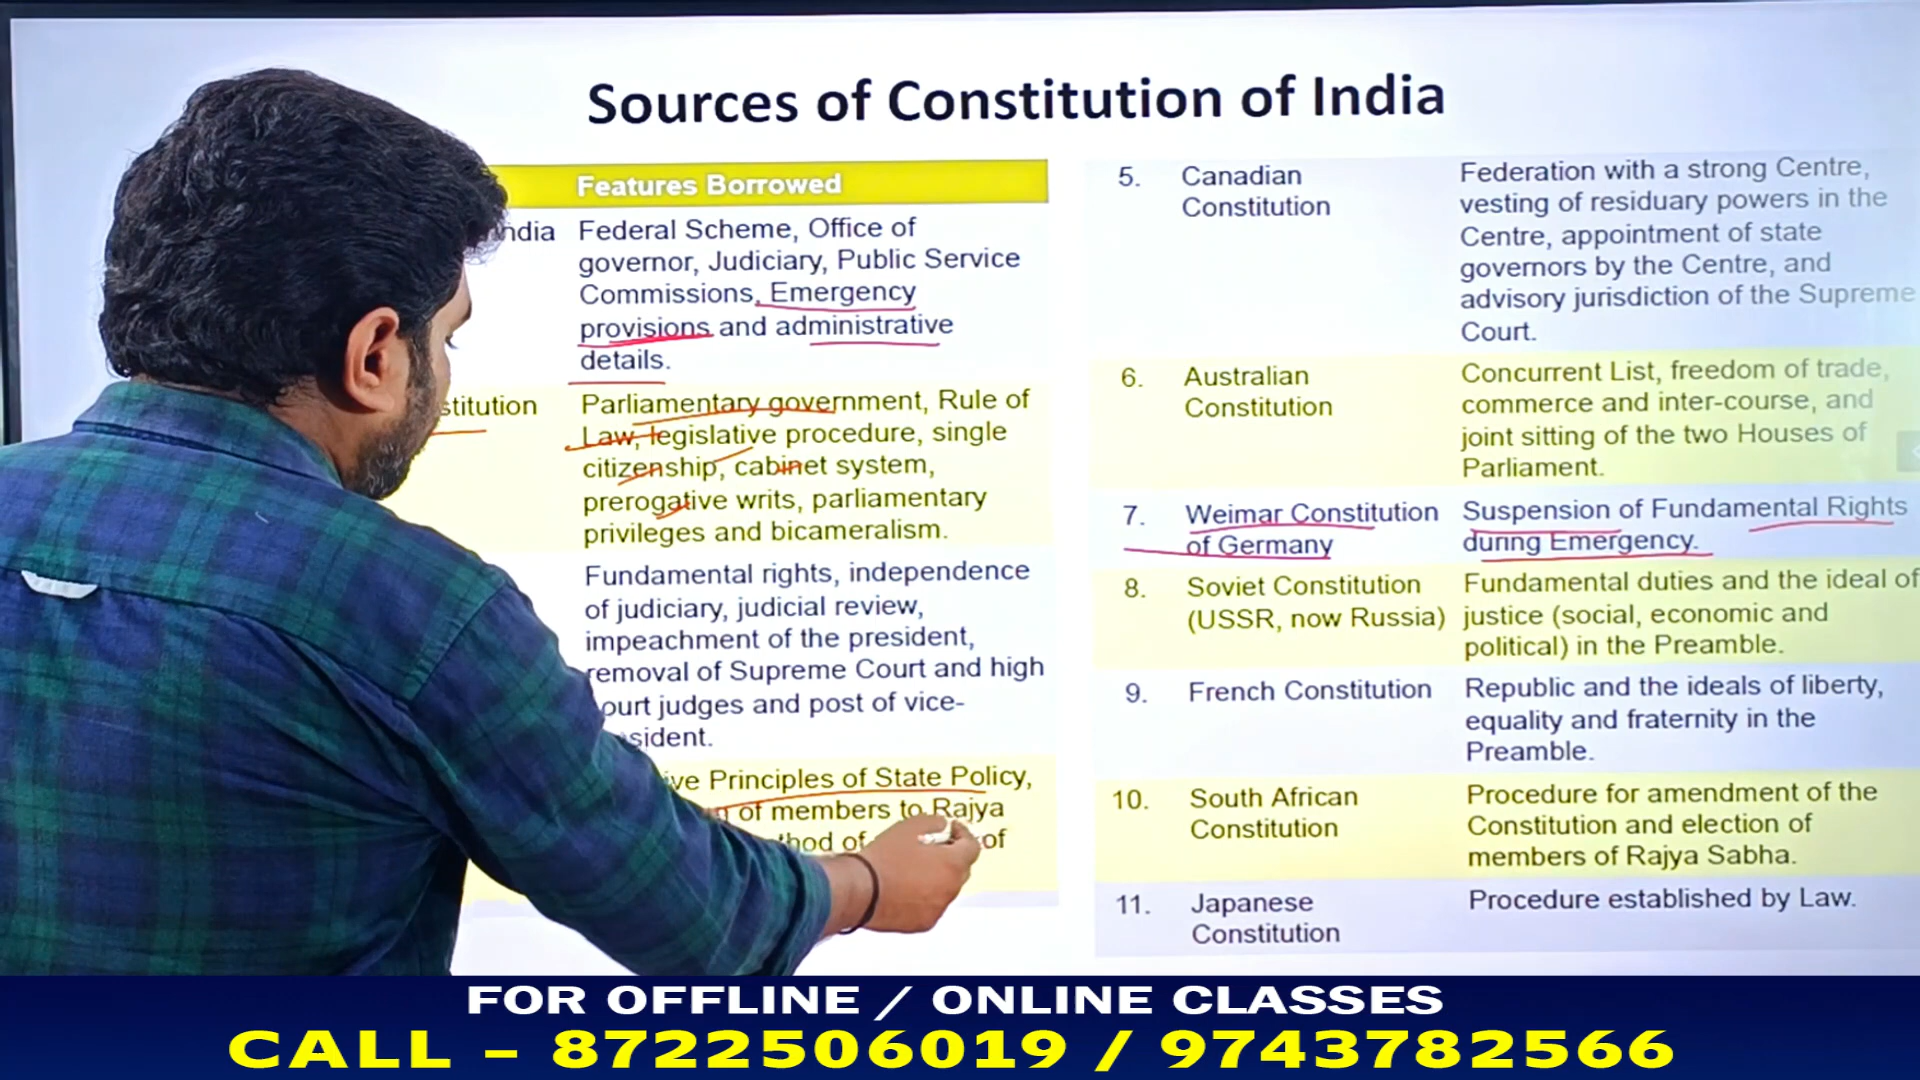 Sources of Constitution of India
Features Borrowed
Federal Scheme, Office of
governor, Judiciary, Public Service
Commissions, Emergency
provisions and administrative
details.
Parliamentary government, Rule of
Law, legislative procedure, single
citizenship, cabinet system,
prerogative writs, parliamentary
privileges and bicameralism.
Fundamental rights, independence
of judiciary, judicial review,
impeachment of the president,
removal of Supreme Court and high
judges and post of vice-
Principles of State Policy,
of members to Rajya
of of
5. Canadian
Constitution
Federation with a strong Centre,
vesting of residuary powers in the
Centre, appointment of state
governors by the Centre, and
advisory jurisdiction of the Supreme
Court.
6. Australian
Constitution
Concurrent List, freedom of trade,
commerce and inter-course, and
joint sitting of the two Houses of
Parliament.
7. Weimar Constitution
of Germany
Suspension of Fundamental Rights
during Emergency.
8. Soviet Constitution
(USSR, now Russia)
Fundamental duties and the ideal of
justice (social, economic and
political) in the Preamble.
9. French Constitution
Republic and the ideals of liberty,
equality and fraternity in the
Preamble.
10. South African
Constitution
Procedure for amendment of the
Constitution and election of
members of Rajya Sabha.
11. Japanese
Constitution
Procedure established by Law.
FOR OFFLINE / ONLINE CLASSES
CALL – 8722506019 / 9743782566